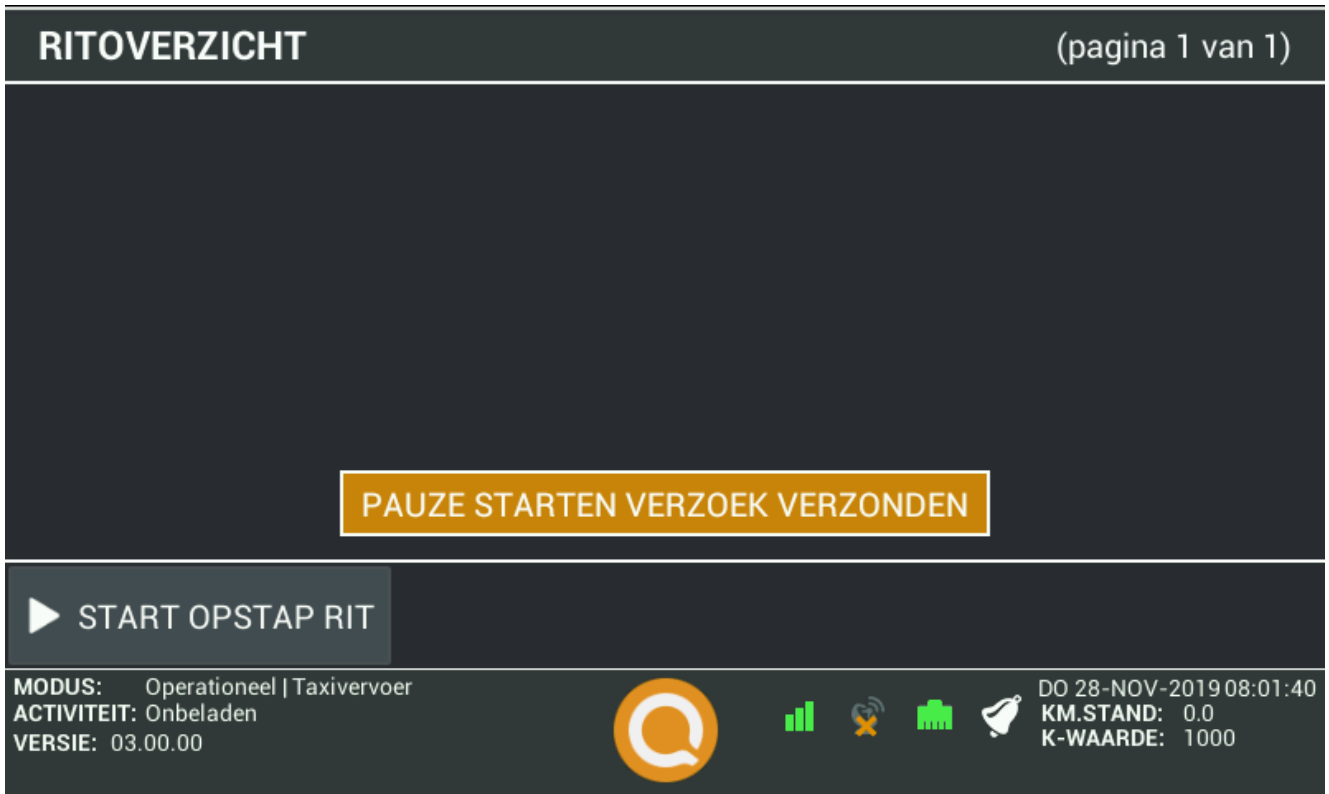 RITOVERZICHT (pagina 1 van 1)
PAUZE STARTEN VERZOEK VERZONDEN
START OPSTAP RIT
MODUS: Operationeel | Taxivervoer
ACTIVITEIT: Onbeladen
VERSIE: 03.00.00
DO 28-NOV-2019 08:01:40
KM.STAND: 0.0
K-WAARDE: 1000